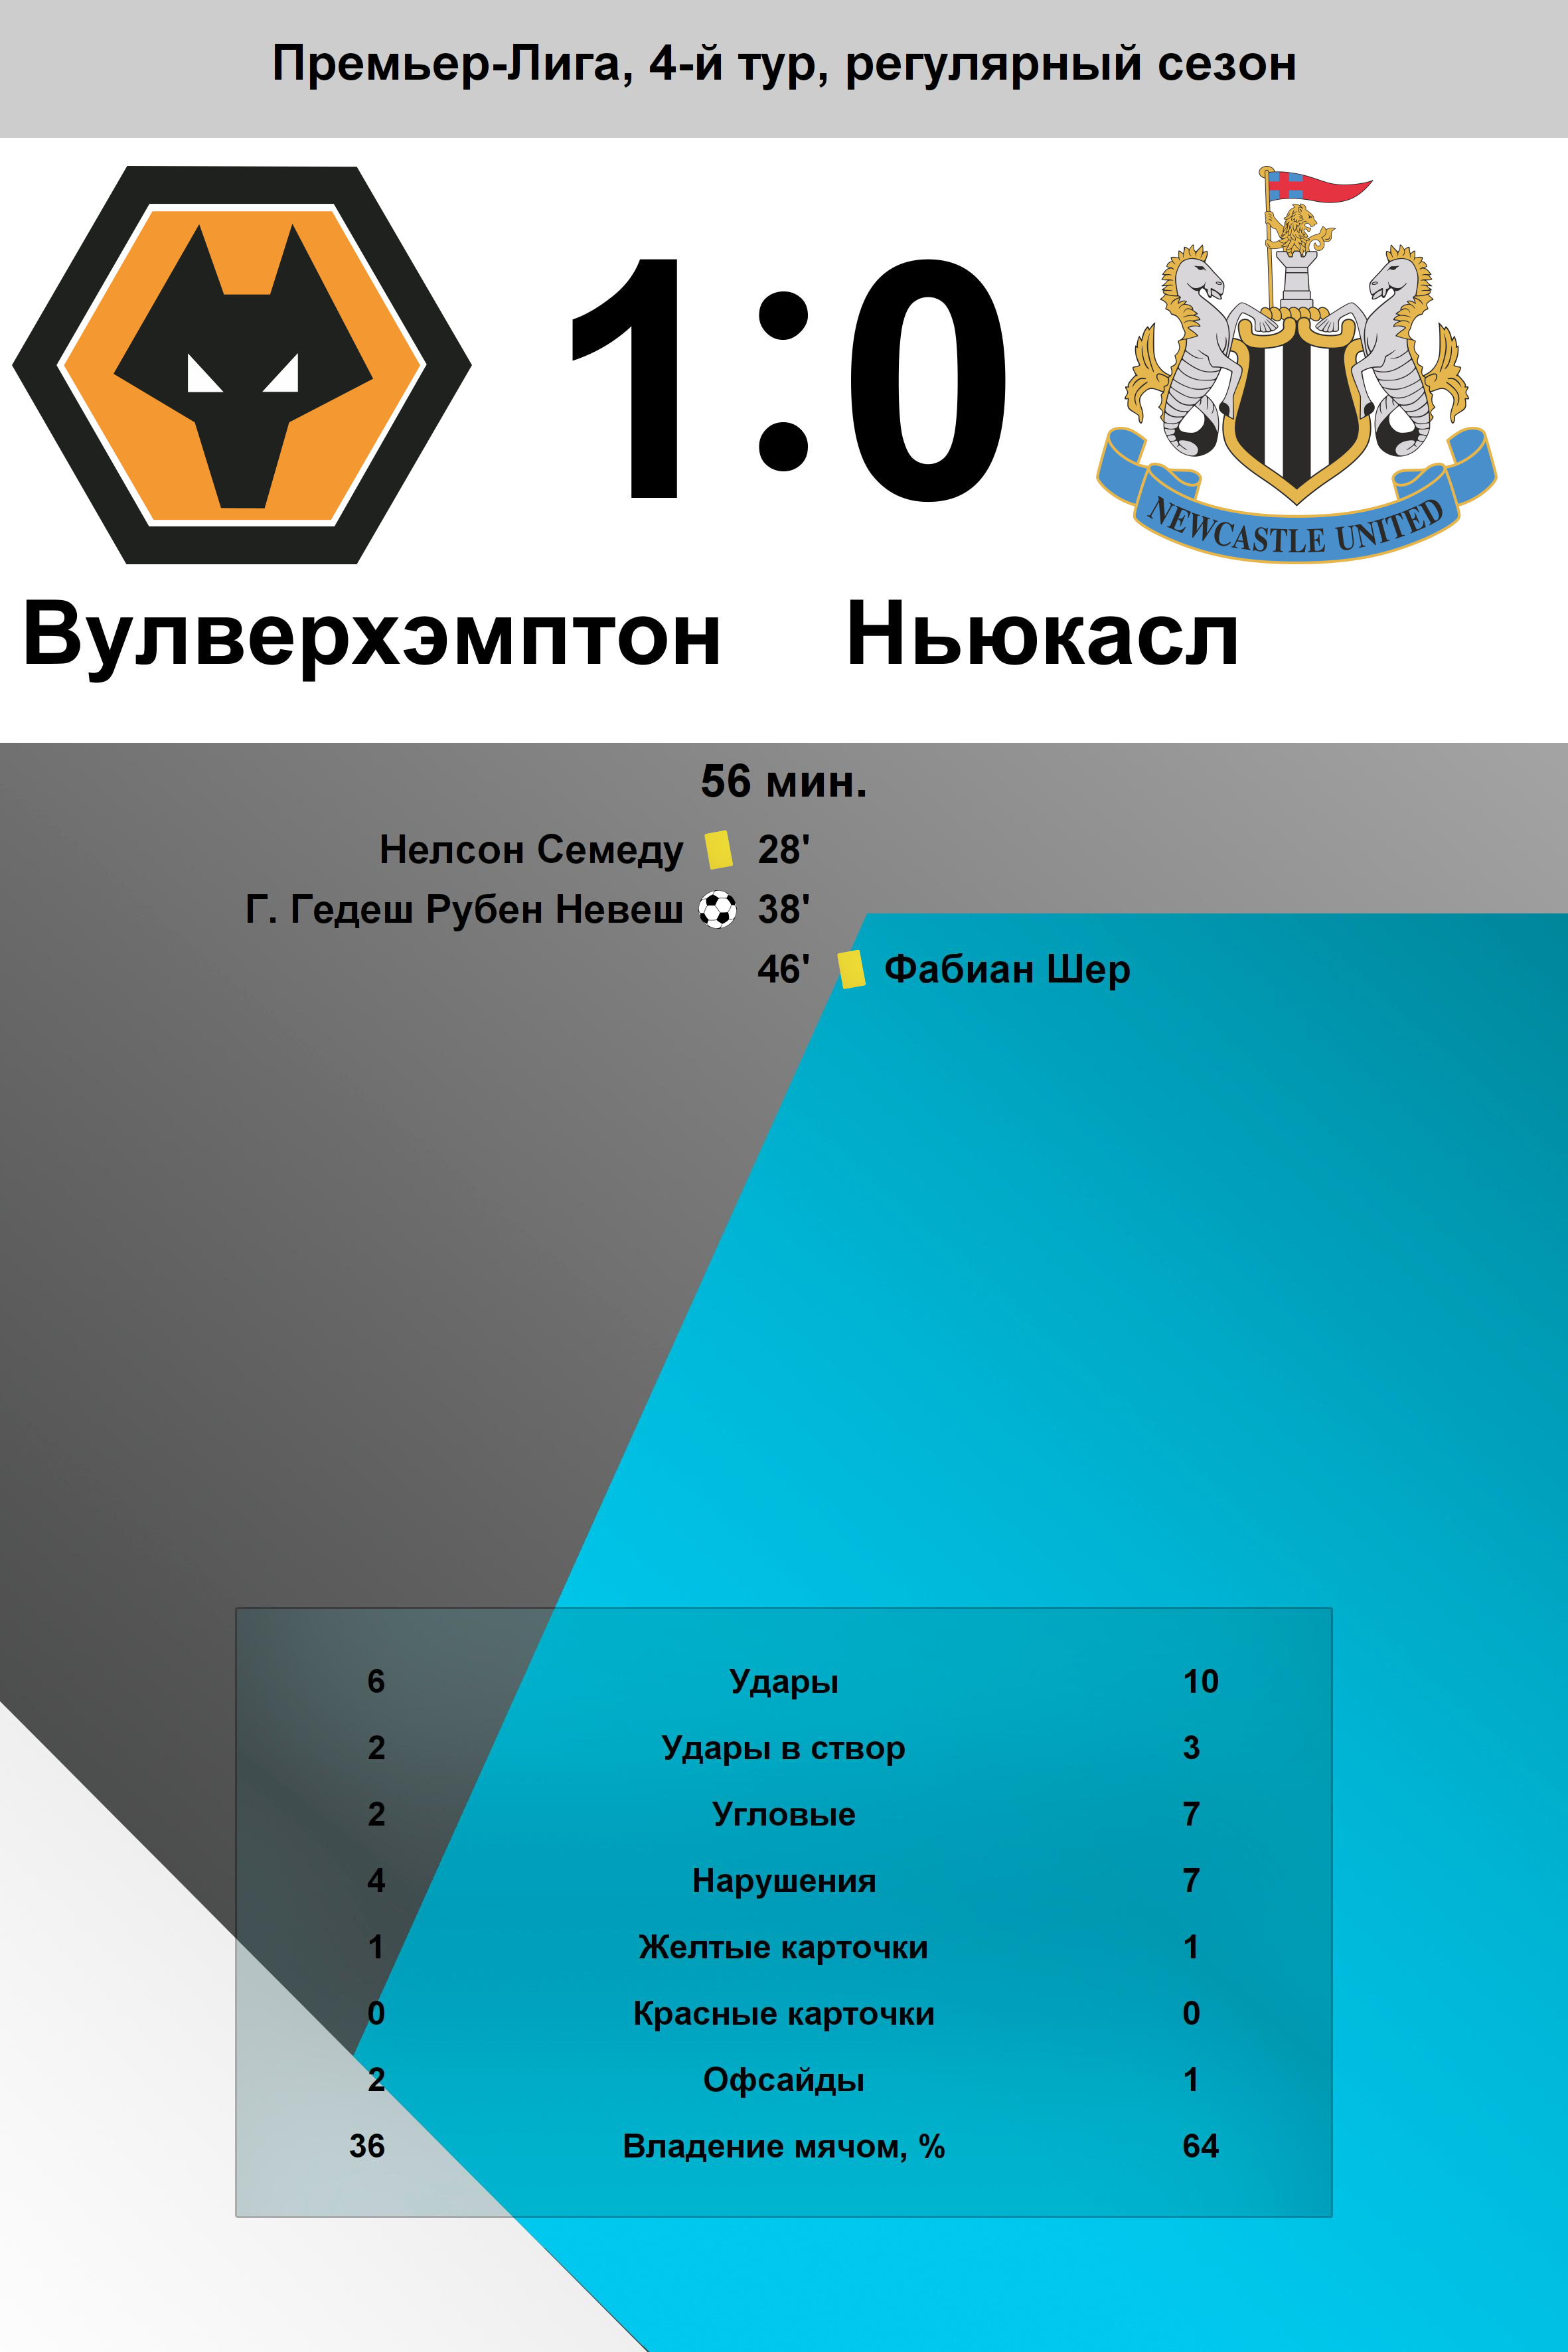 Премьер-Лига, 4-й тур, регулярный сезон
1:0
NEWCASTLE UNITED
Вулверхэмптон Ньюкасл
56 мин.
Нелсон Семеду 28'
Г. Гедеш Рубен Невеш 38'
46' Фабиан Шер
6 Удары 10
2 Удары в створ 3
2 Угловые 7
4 Нарушения 7
1 Желтые карточки 1
0 Красные карточки 0
2 Офсайды 1
36 Владение мячом, % 64